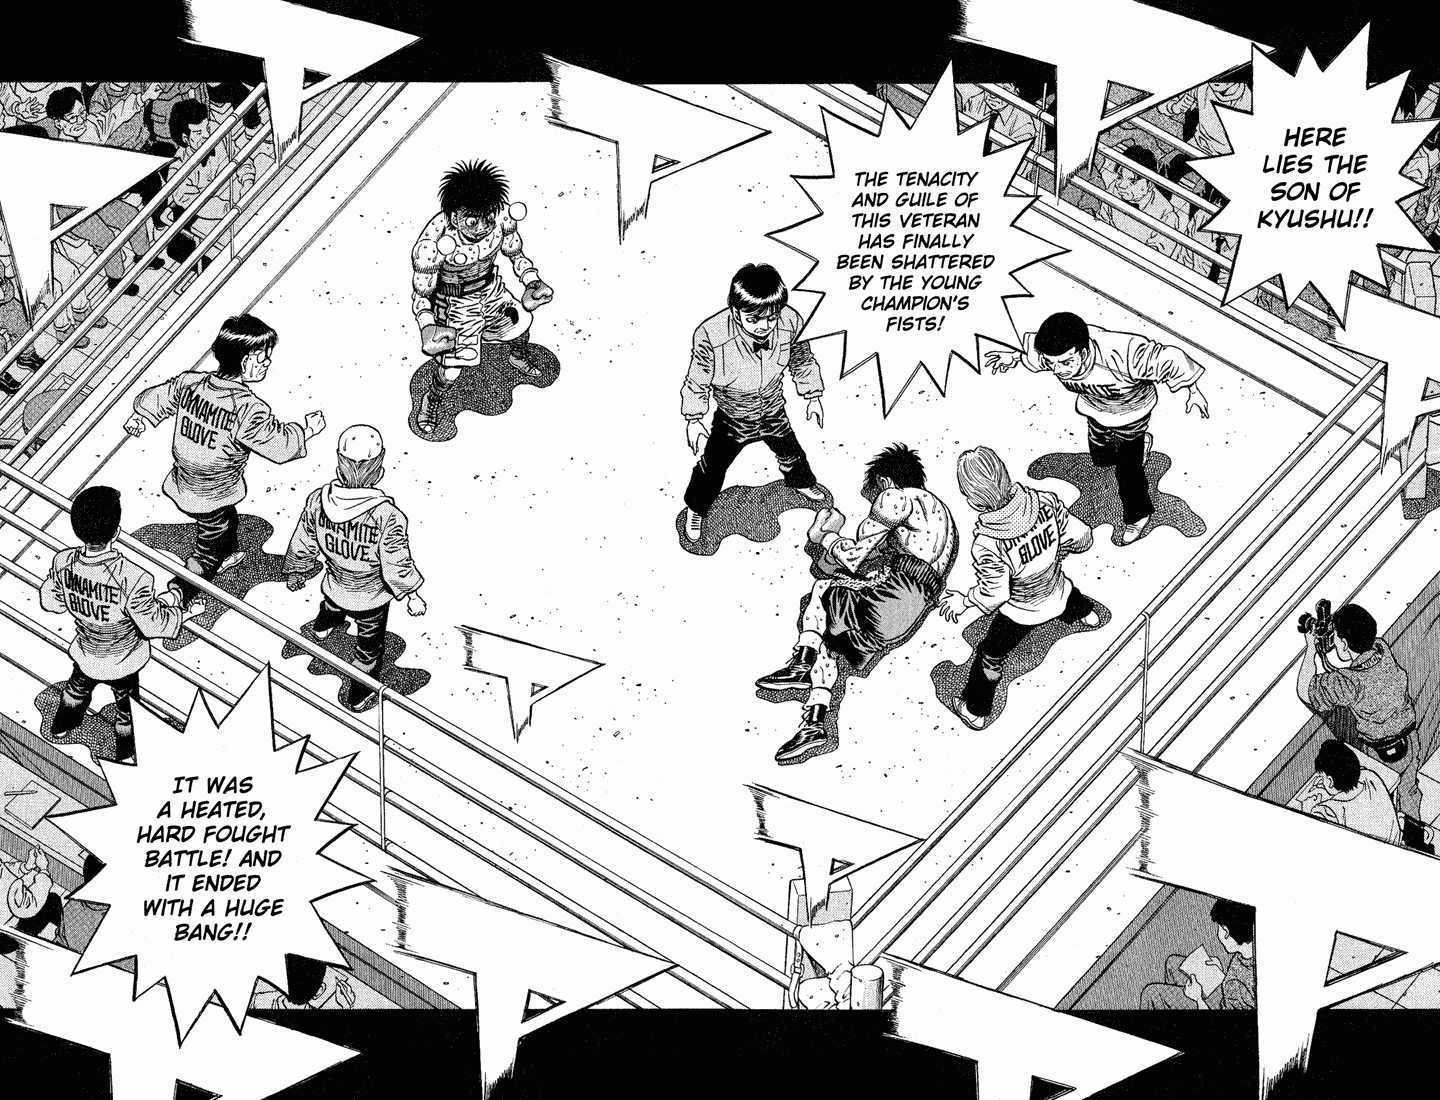 HERE
LIES THE
SON OF
KYUSHU!!
THE TENACITY
AND GUILE OF
THIS VETERAN
HAS FINALLY
BEEN SHATTERED
BY THE YOUNG
CHAMPION'S
FISTS!
DYNAMITE
GLOVE
DYNAMITE
GLOVE
DYNAMITE
GLOVE
DYNAMITE
GLOVE
IT WAS
A HEATED,
HARD FOUGHT
BATTLE! AND
IT ENDED
WITH A HUGE
BANG!!